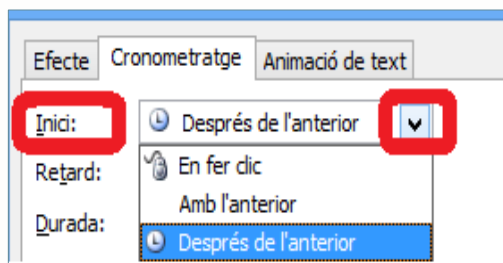 Efecte Cronometratge Animació de text
Inici: Després de l'anterior
Retard: En fer clic
Amb l'anterior
Durada: Després de l'anterior